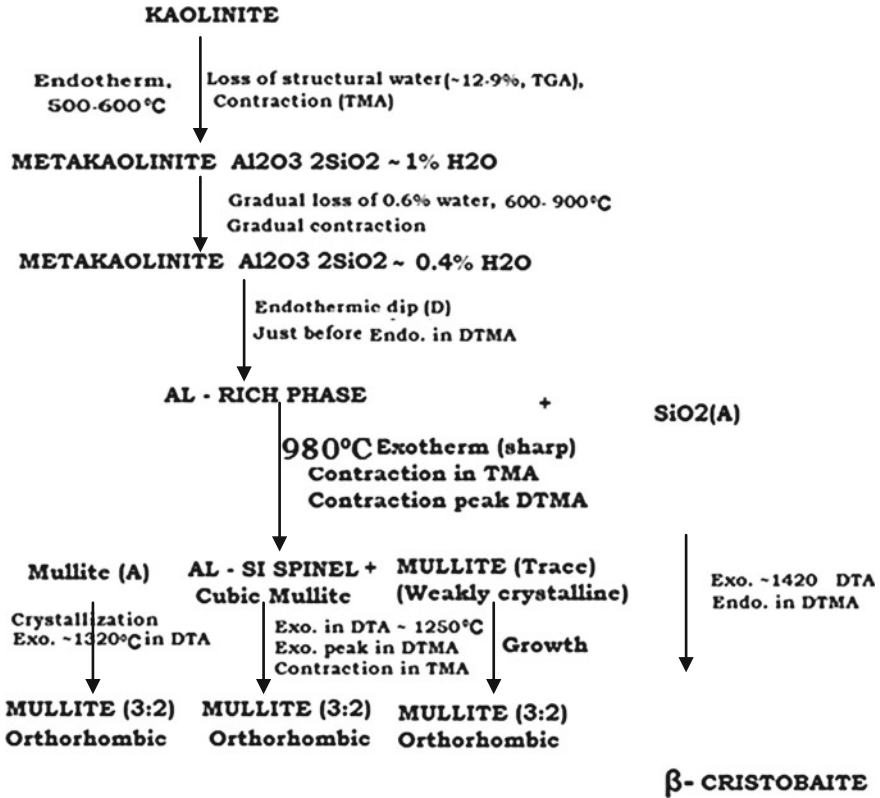 KAOLINITE
Endotherm,
500-600°C
Loss of structural water(~12.9%, TGA),
Contraction (TMA)
METAKAOLINITE Al2O3 2SiO2 ~ 1% H2O
Gradual loss of 0.6% water, 600- 900°C
Gradual contraction
METAKAOLINITE Al2O3 2SiO2 ~ 0.4% H2O
Endothermic dip (D)
Just before Endo. in DTMA
AL - RICH PHASE
+
SiO2(A)
980°C Exotherm (sharp)
Contraction in TMA
Contraction peak DTMA
Mullite (A)
AL - SI SPINEL +
Cubic Mullite
MULLITE (Trace)
(Weakly crystalline)
Exo. ~1420 DTA
Endo. in DTMA
Crystallization
Exo. ~1320°C in DTA
Exo. in DTA ~ 1250°C
Exo. peak in DTMA
Contraction in TMA
Growth
MULLITE (3:2)
Orthorhombic
MULLITE (3:2)
Orthorhombic
MULLITE (3:2)
Orthorhombic
β- CRISTOBAITE